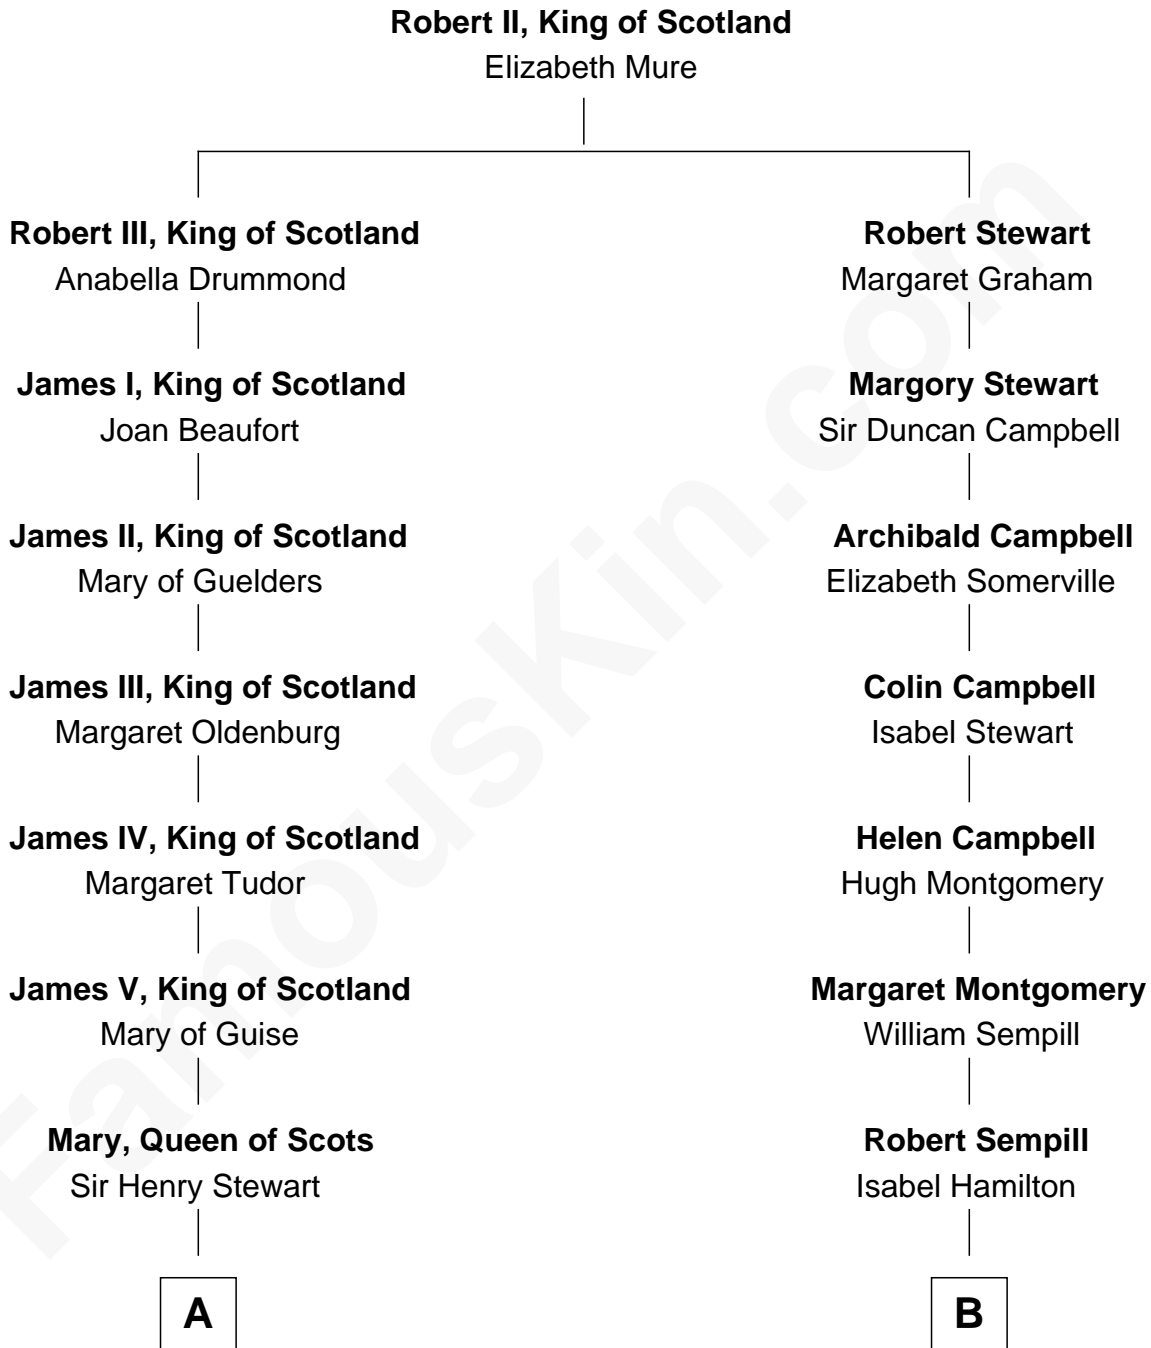 Robert II, King of Scotland
Elizabeth Mure
Robert III, King of Scotland
Anabella Drummond
Robert Stewart
Margaret Graham
James I, King of Scotland
Joan Beaufort
Margory Stewart
Sir Duncan Campbell
James II, King of Scotland
Mary of Guelders
Archibald Campbell
Elizabeth Somerville
James III, King of Scotland
Margaret Oldenburg
Colin Campbell
Isabel Stewart
James IV, King of Scotland
Margaret Tudor
Helen Campbell
Hugh Montgomery
James V, King of Scotland
Mary of Guise
Margaret Montgomery
William Sempill
Mary, Queen of Scots
Sir Henry Stewart
Robert Sempill
Isabel Hamilton
A
B
FamousKin.com